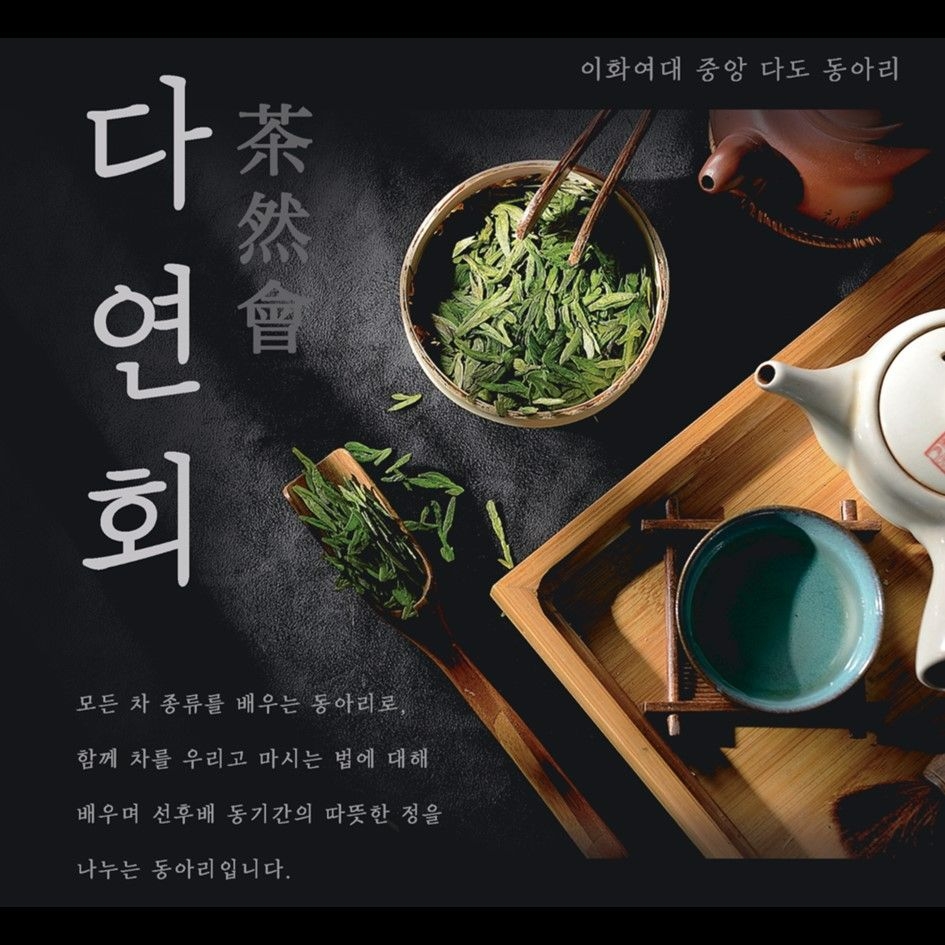 이화여대 중앙 다도 동아리
다연회
茶然會
모든 차 종류를 배우는 동아리로,
함께 차를 우리고 마시는 법에 대해
배우며 선후배 동기간의 따뜻한 정을
나누는 동아리입니다.